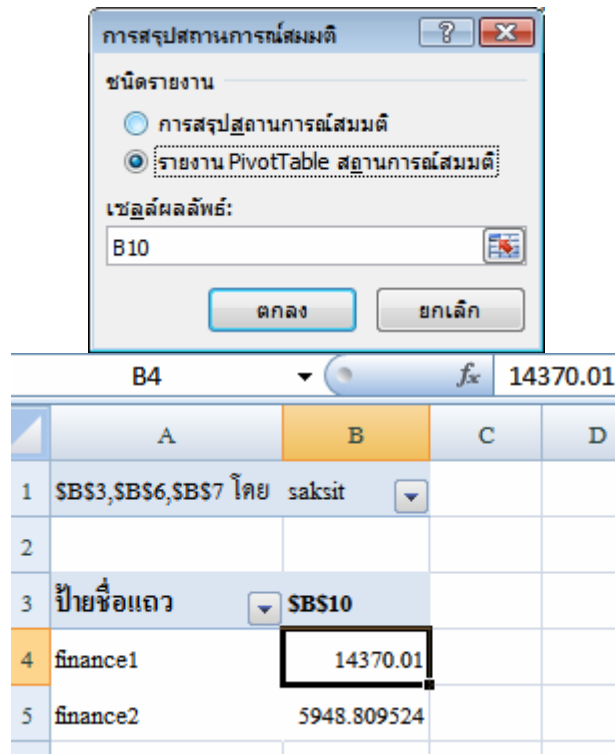 การสรุปสถานการณ์สมมติ
ชนิดรายงาน
การสรุปสถานการณ์สมมติ
รายงาน PivotTable สถานการณ์สมมติ
เซลล์ผลลัพธ์:
B10
ตกลง ยกเลิก
B4 fx 14370.01
A B C D
1 $B$3,$B$6,$B$7 โดย saksit
2
3 ป้ายชื่อแถว $B$10
4 finance1 14370.01
5 finance2 5948.809524